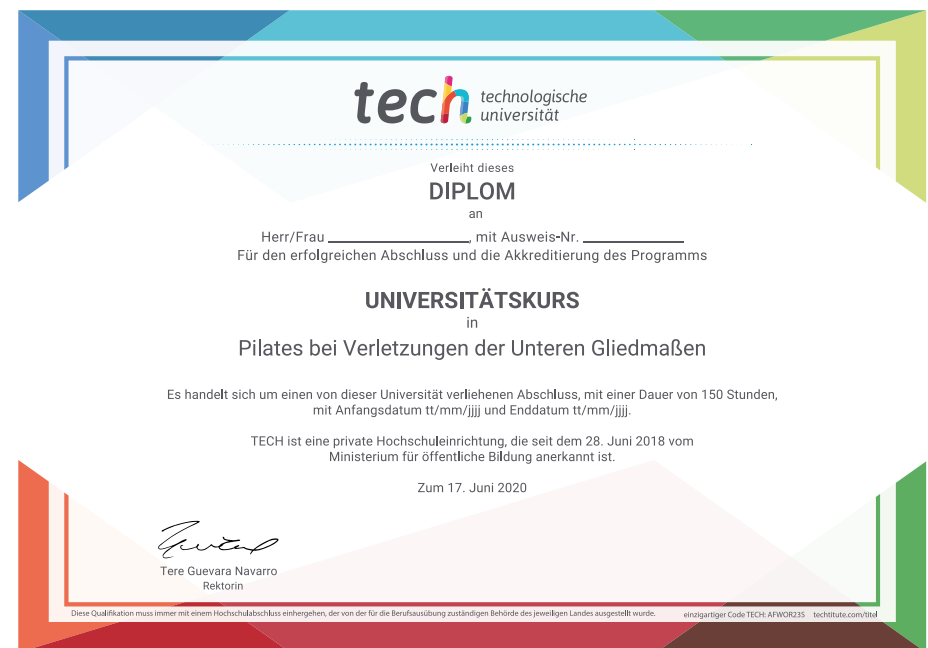 tech technologische
universität
Verleiht dieses
DIPLOM
an
Herr/Frau ____________________, mit Ausweis-Nr. ______________
Für den erfolgreichen Abschluss und die Akkreditierung des Programms
UNIVERSITÄTSKURS
in
Pilates bei Verletzungen der Unteren Gliedmaßen
Es handelt sich um einen von dieser Universität verliehenen Abschluss, mit einer Dauer von 150 Stunden,
mit Anfangsdatum tt/mm/jjjj und Enddatum tt/mm/jjjj.
TECH ist eine private Hochschuleinrichtung, die seit dem 28. Juni 2018 vom
Ministerium für öffentliche Bildung anerkannt ist.
Zum 17. Juni 2020
Tere Guevara Navarro
Rektorin
Diese Qualifikation muss immer mit einem Hochschulabschluss einhergehen, der von der für die Berufsausübung zuständigen Behörde des jeweiligen Landes ausgestellt wurde. einzigartiger Code TECH: AFWOR23S techtitute.com/titel